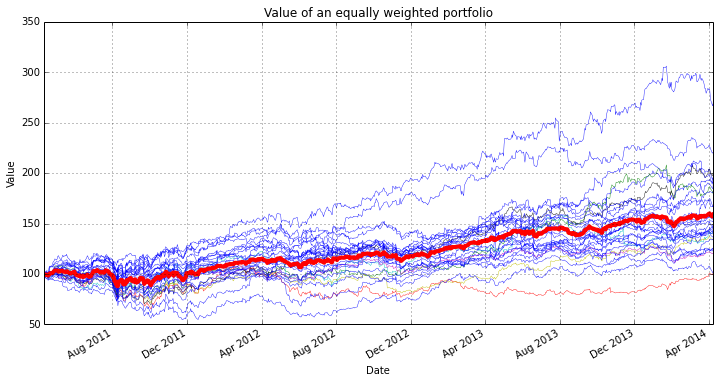 Value of an equally weighted portfolio
350
300
250
200
150
100
50
Value
Aug 2011
Dec 2011
Apr 2012
Aug 2012
Dec 2012
Apr 2013
Aug 2013
Dec 2013
Apr 2014
Date